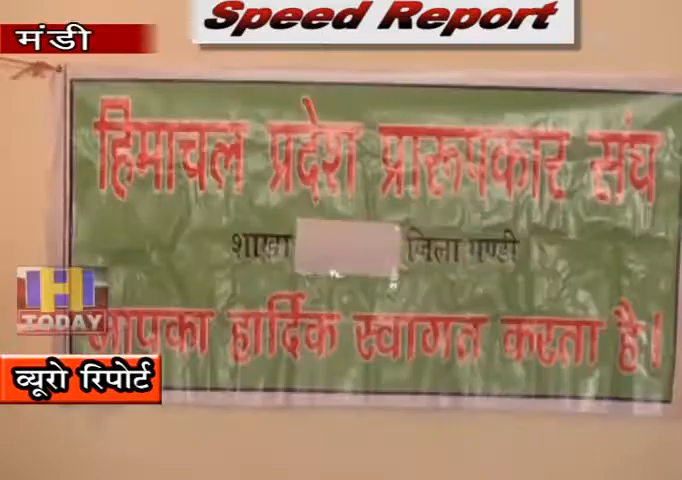 Speed Report
मंडी
हिमाचल प्रदेश प्रारूपकार संघ
शाखा जिला मण्डी
HI
TODAY
आपका हार्दिक स्वागत करता है।
व्यूरो रिपोर्ट